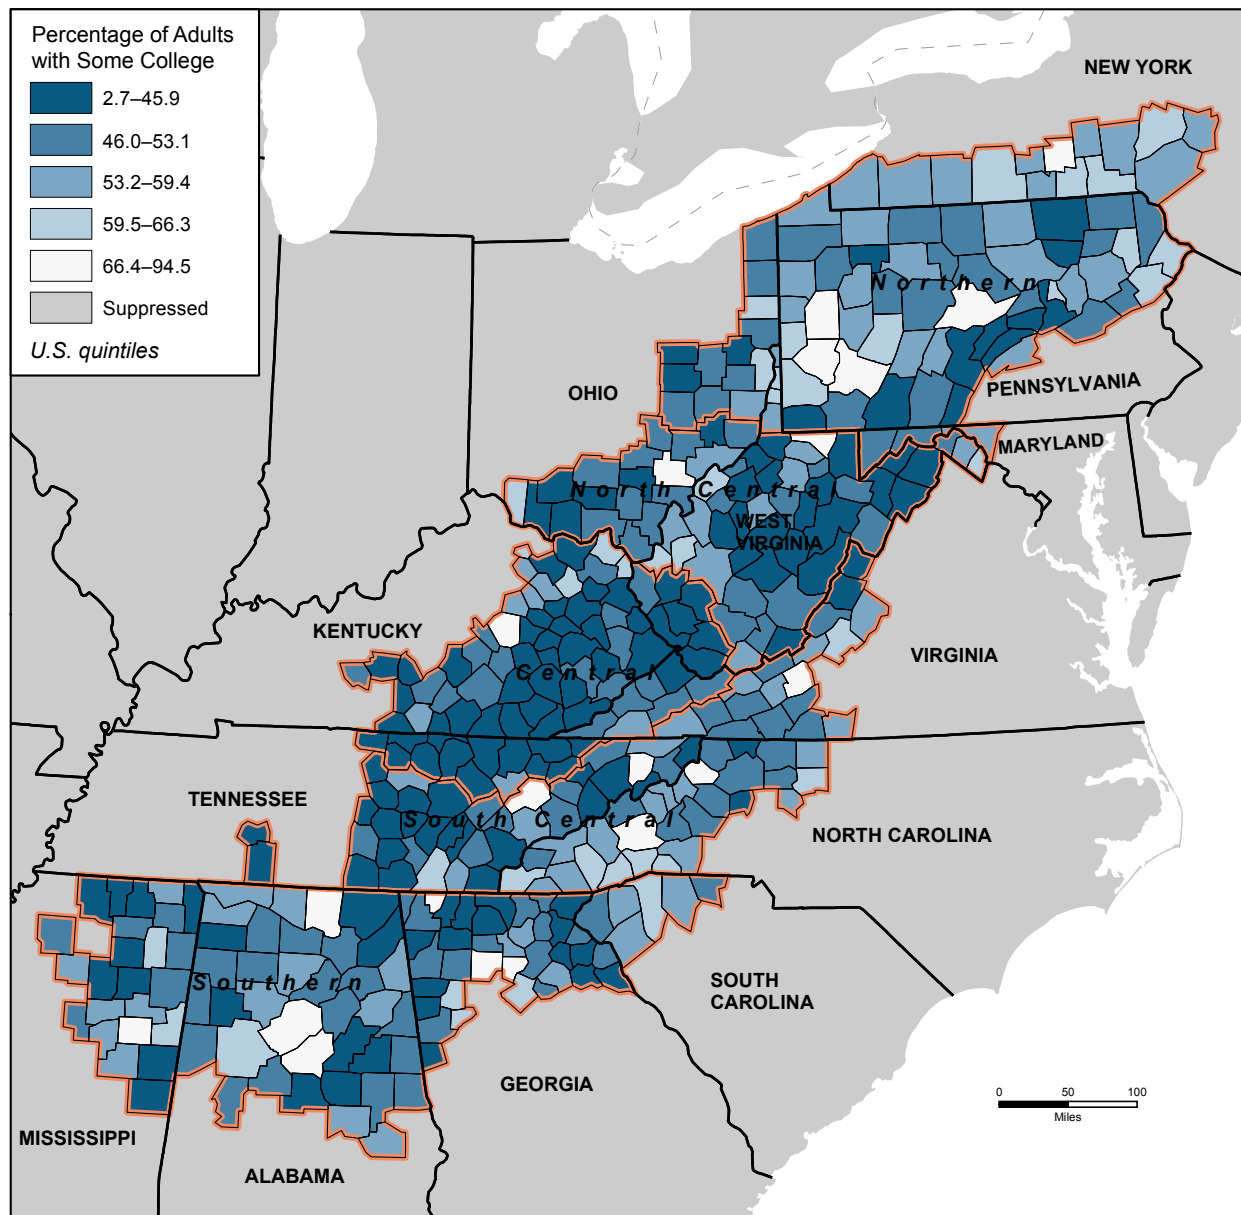 Percentage of Adults
with Some College
2.7–45.9
46.0–53.1
53.2–59.4
59.5–66.3
66.4–94.5
Suppressed
U.S. quintiles
NEW YORK
Northern
PENNSYLVANIA
OHIO
MARYLAND
North Central
WEST
VIRGINIA
KENTUCKY
VIRGINIA
Central
TENNESSEE
South Central
NORTH CAROLINA
Southern
SOUTH
CAROLINA
GEORGIA
0 50 100
Miles
MISSISSIPPI
ALABAMA